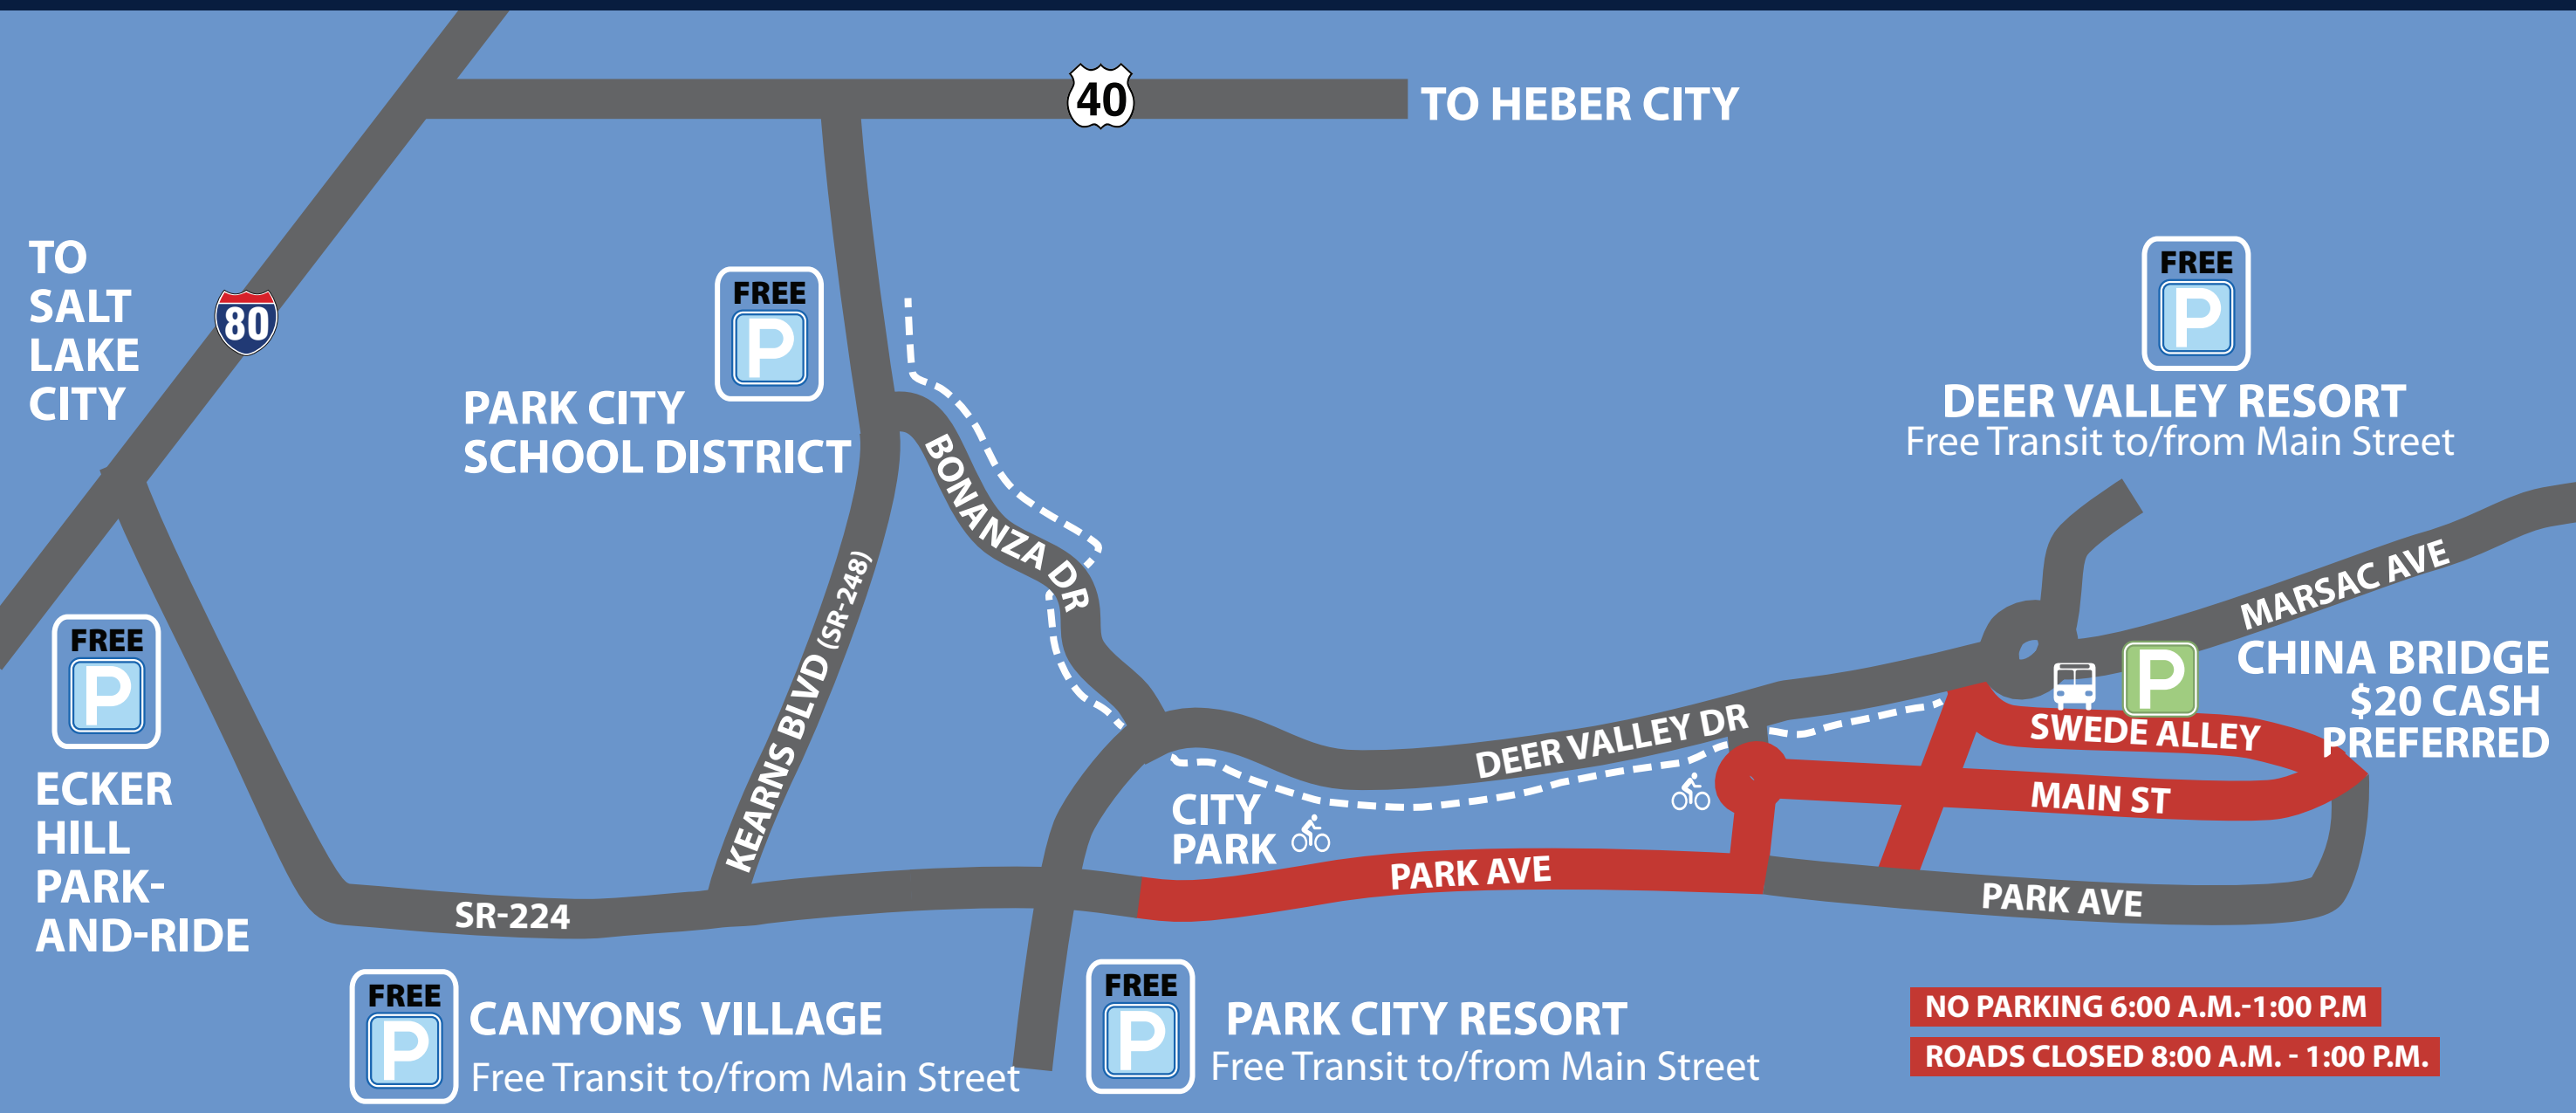 40
TO HEBER CITY
TO
SALT
LAKE
CITY
80
FREE
P
PARK CITY
SCHOOL DISTRICT
FREE
P
DEER VALLEY RESORT
Free Transit to/from Main Street
BONANZA DR
KEARNS BLVD (SR-248)
MARSAC AVE
FREE
P
ECKER
HILL
PARK-
AND-RIDE
P
CHINA BRIDGE
$20 CASH
PREFERRED
DEER VALLEY DR
SWEDE ALLEY
MAIN ST
CITY
PARK
PARK AVE
PARK AVE
SR-224
FREE
P
CANYONS VILLAGE
Free Transit to/from Main Street
FREE
P
PARK CITY RESORT
Free Transit to/from Main Street
NO PARKING 6:00 A.M.-1:00 P.M
ROADS CLOSED 8:00 A.M. - 1:00 P.M.